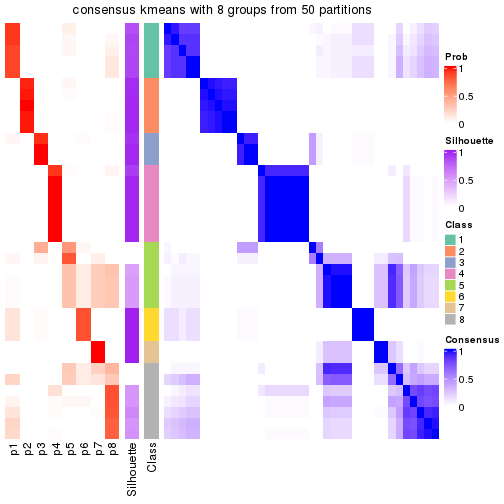 consensus kmeans with 8 groups from 50 partitions
Prob
1
0.5
0
Silhouette
1
0.5
0
Class
1
2
3
4
5
6
7
8
Consensus
1
0.5
0
p1
p2
p3
p4
p5
p6
p7
p8
Silhouette
Class